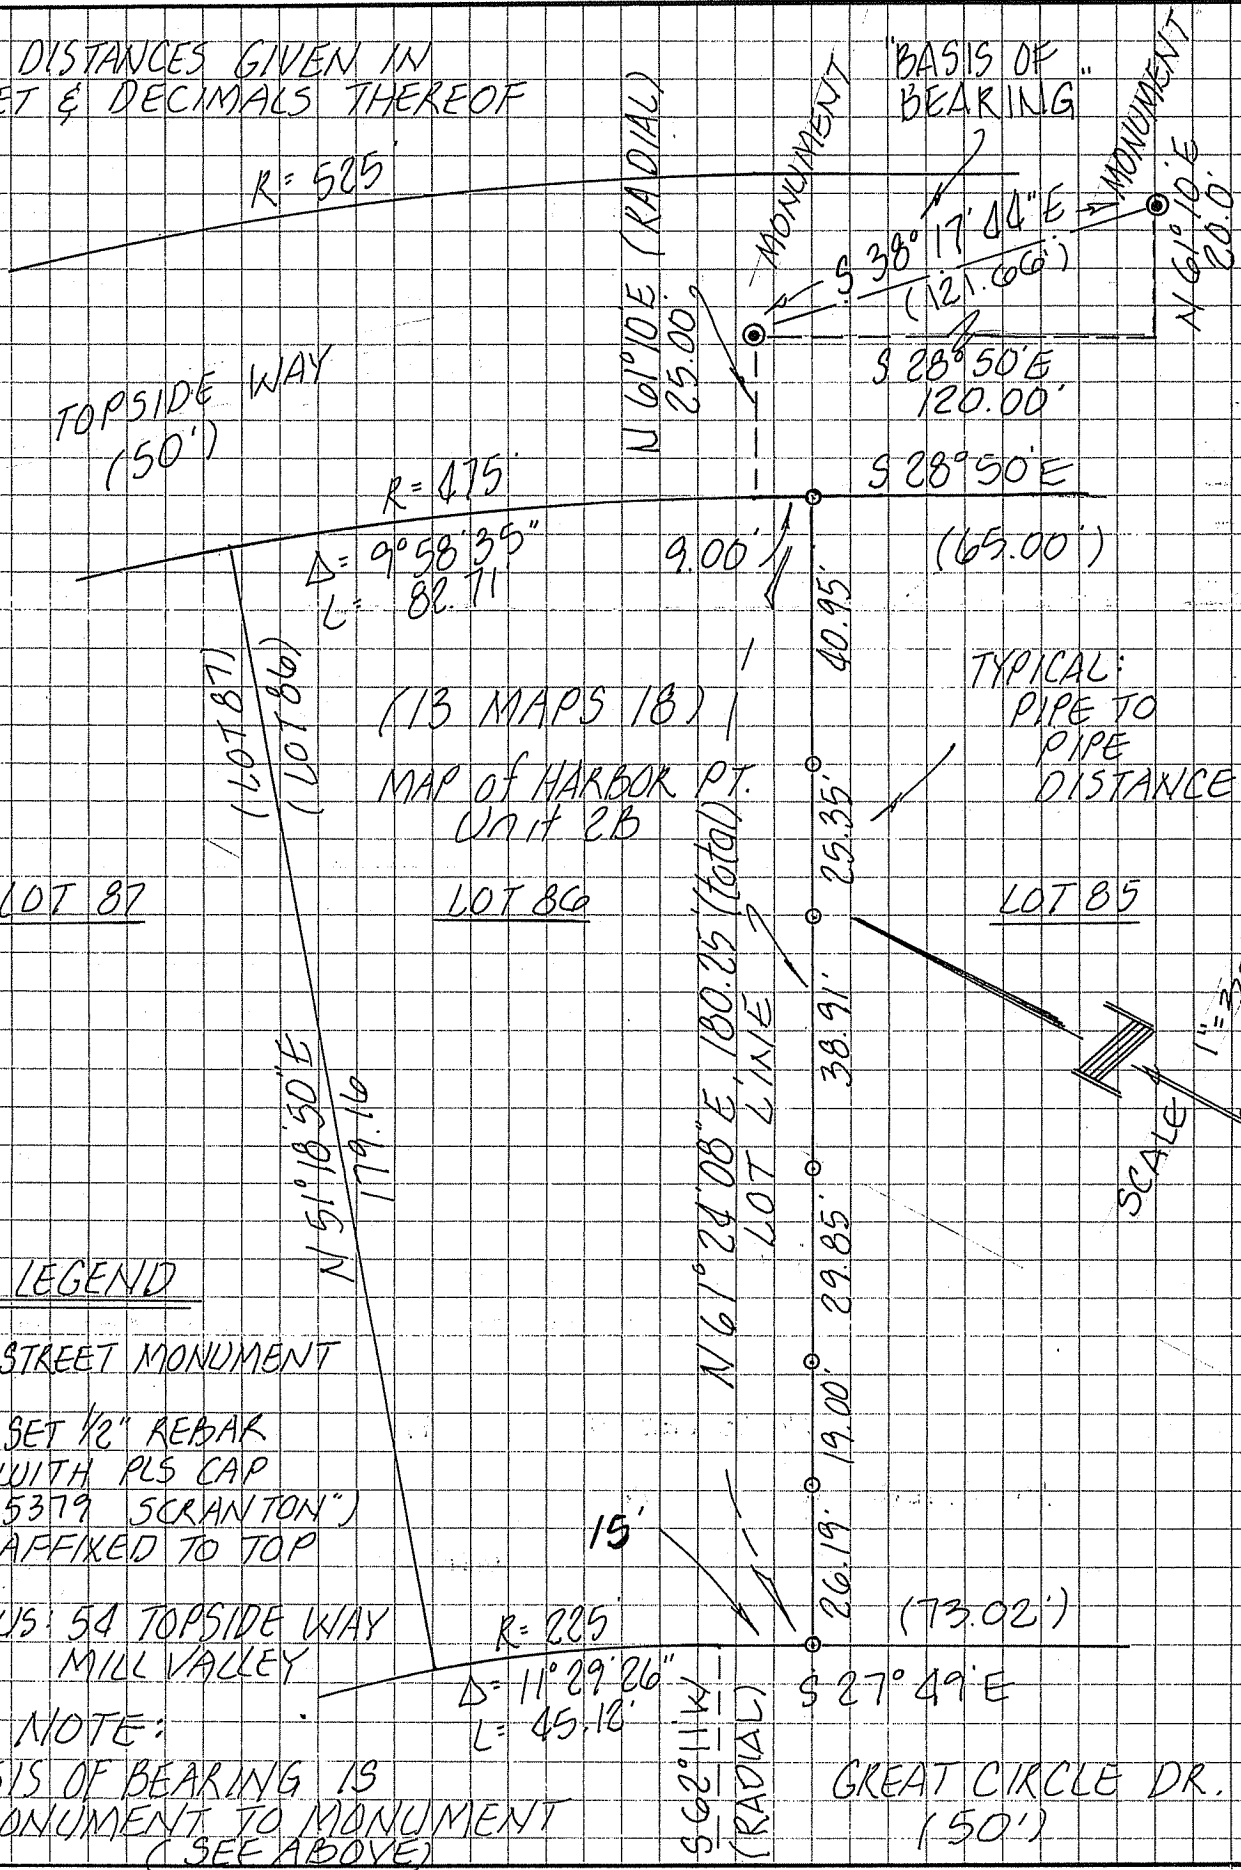 DISTANCES GIVEN IN
ET & DECIMALS THEREOF
R= 525'
N 61°10'E (RADIAL)
25.00'
MONUMENT
"BASIS OF
BEARING"
MONUMENT
S 38° 17' 44" E
(121.66')
N 61°10'E
20.0'
S 28°50'E
120.00'
TOPSIDE WAY
(50')
R= 475'
Δ= 9°58'35"
L= 82.71'
S 28°50'E
9.00'
(65.00')
40.95'
(LOT 87)
(LOT 86)
(13 MAPS 18)
MAP of HARBOR PT.
Unit 2B
TYPICAL:
PIPE TO
PIPE
DISTANCE
25.35'
LOT 87
LOT 86
LOT 85
N 61°24'08"E, 180.25' (total)
LOT LINE
38.91'
N 51°18'50"E
179.16
1"=
SCALE
29.85'
LEGEND
STREET MONUMENT
SET 1/2" REBAR
WITH PLS CAP
5379 SCRANTON")
AFFIXED TO TOP
19.00'
15'
26.19'
US: 54 TOPSIDE WAY
MILL VALLEY
R= 225'
Δ= 11°29'26"
L= 45.12'
(73.02')
S 27°49'E
S 62°11'W
(RADIAL)
NOTE:
SIS OF BEARING IS
ONUMENT TO MONUMENT
(SEE ABOVE)
GREAT CIRCLE DR.
(50')